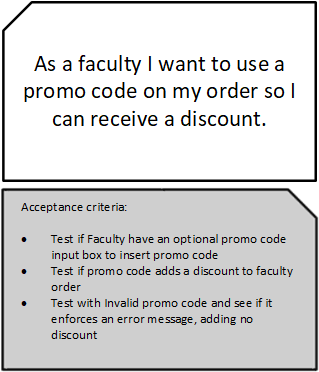 As a faculty I want to use a
promo code on my order so I
can receive a discount.
Acceptance criteria:
• Test if Faculty have an optional promo code
input box to insert promo code
• Test if promo code adds a discount to faculty
order
• Test with Invalid promo code and see if it
enforces an error message, adding no
discount